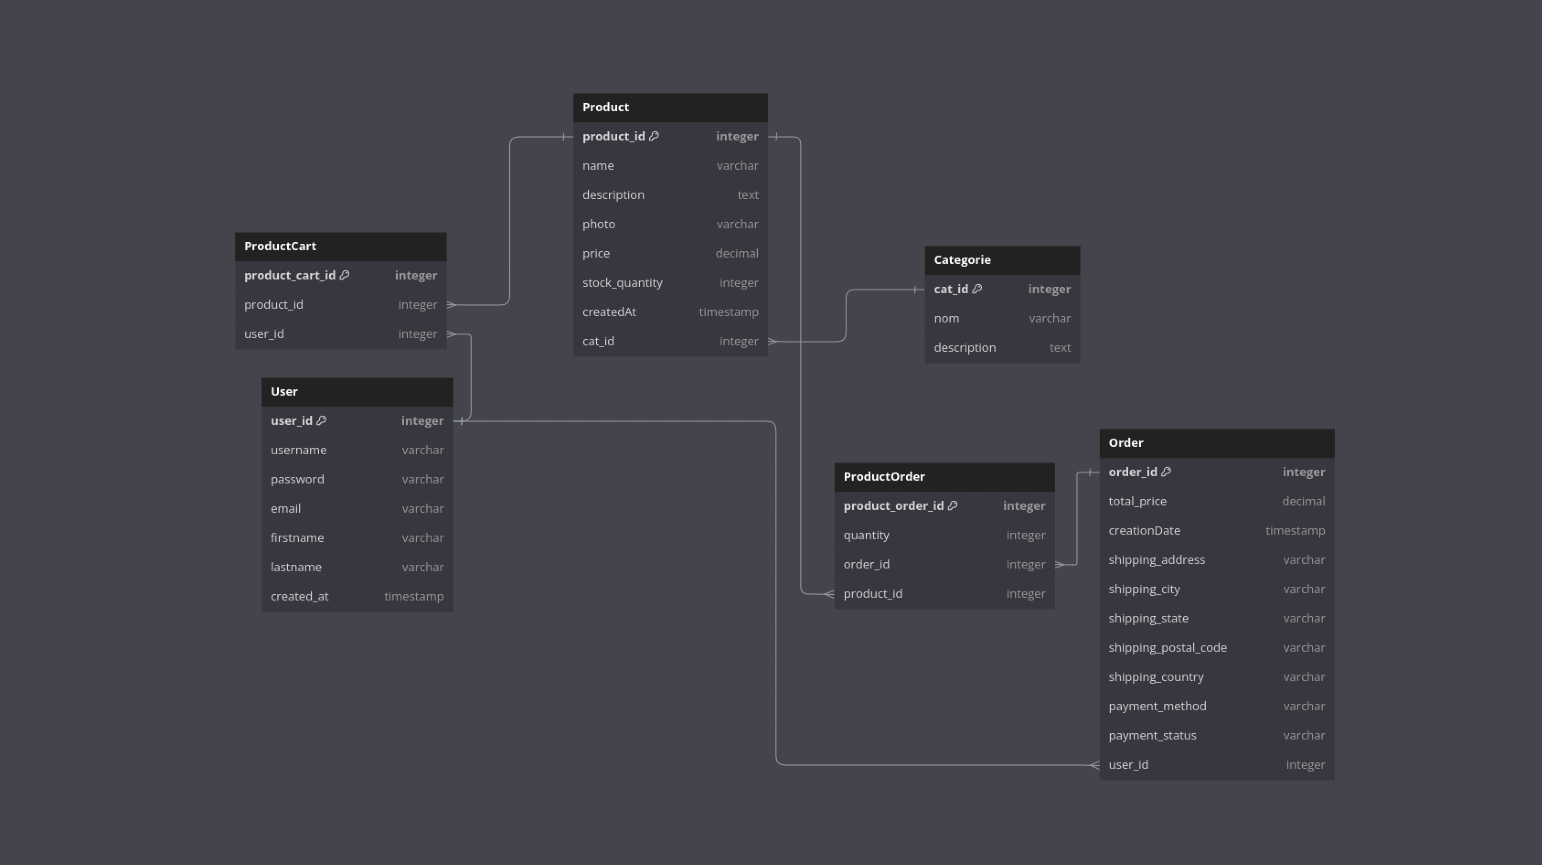 Product
product_id integer
name varchar
description text
photo varchar
price decimal
stock_quantity integer
createdAt timestamp
cat_id integer
ProductCart
product_cart_id integer
product_id integer
user_id integer
Categorie
cat_id integer
nom varchar
description text
User
user_id integer
username varchar
password varchar
email varchar
firstname varchar
lastname varchar
created_at timestamp
ProductOrder
product_order_id integer
quantity integer
order_id integer
product_id integer
Order
order_id integer
total_price decimal
creationDate timestamp
shipping_address varchar
shipping_city varchar
shipping_state varchar
shipping_postal_code varchar
shipping_country varchar
payment_method varchar
payment_status varchar
user_id integer